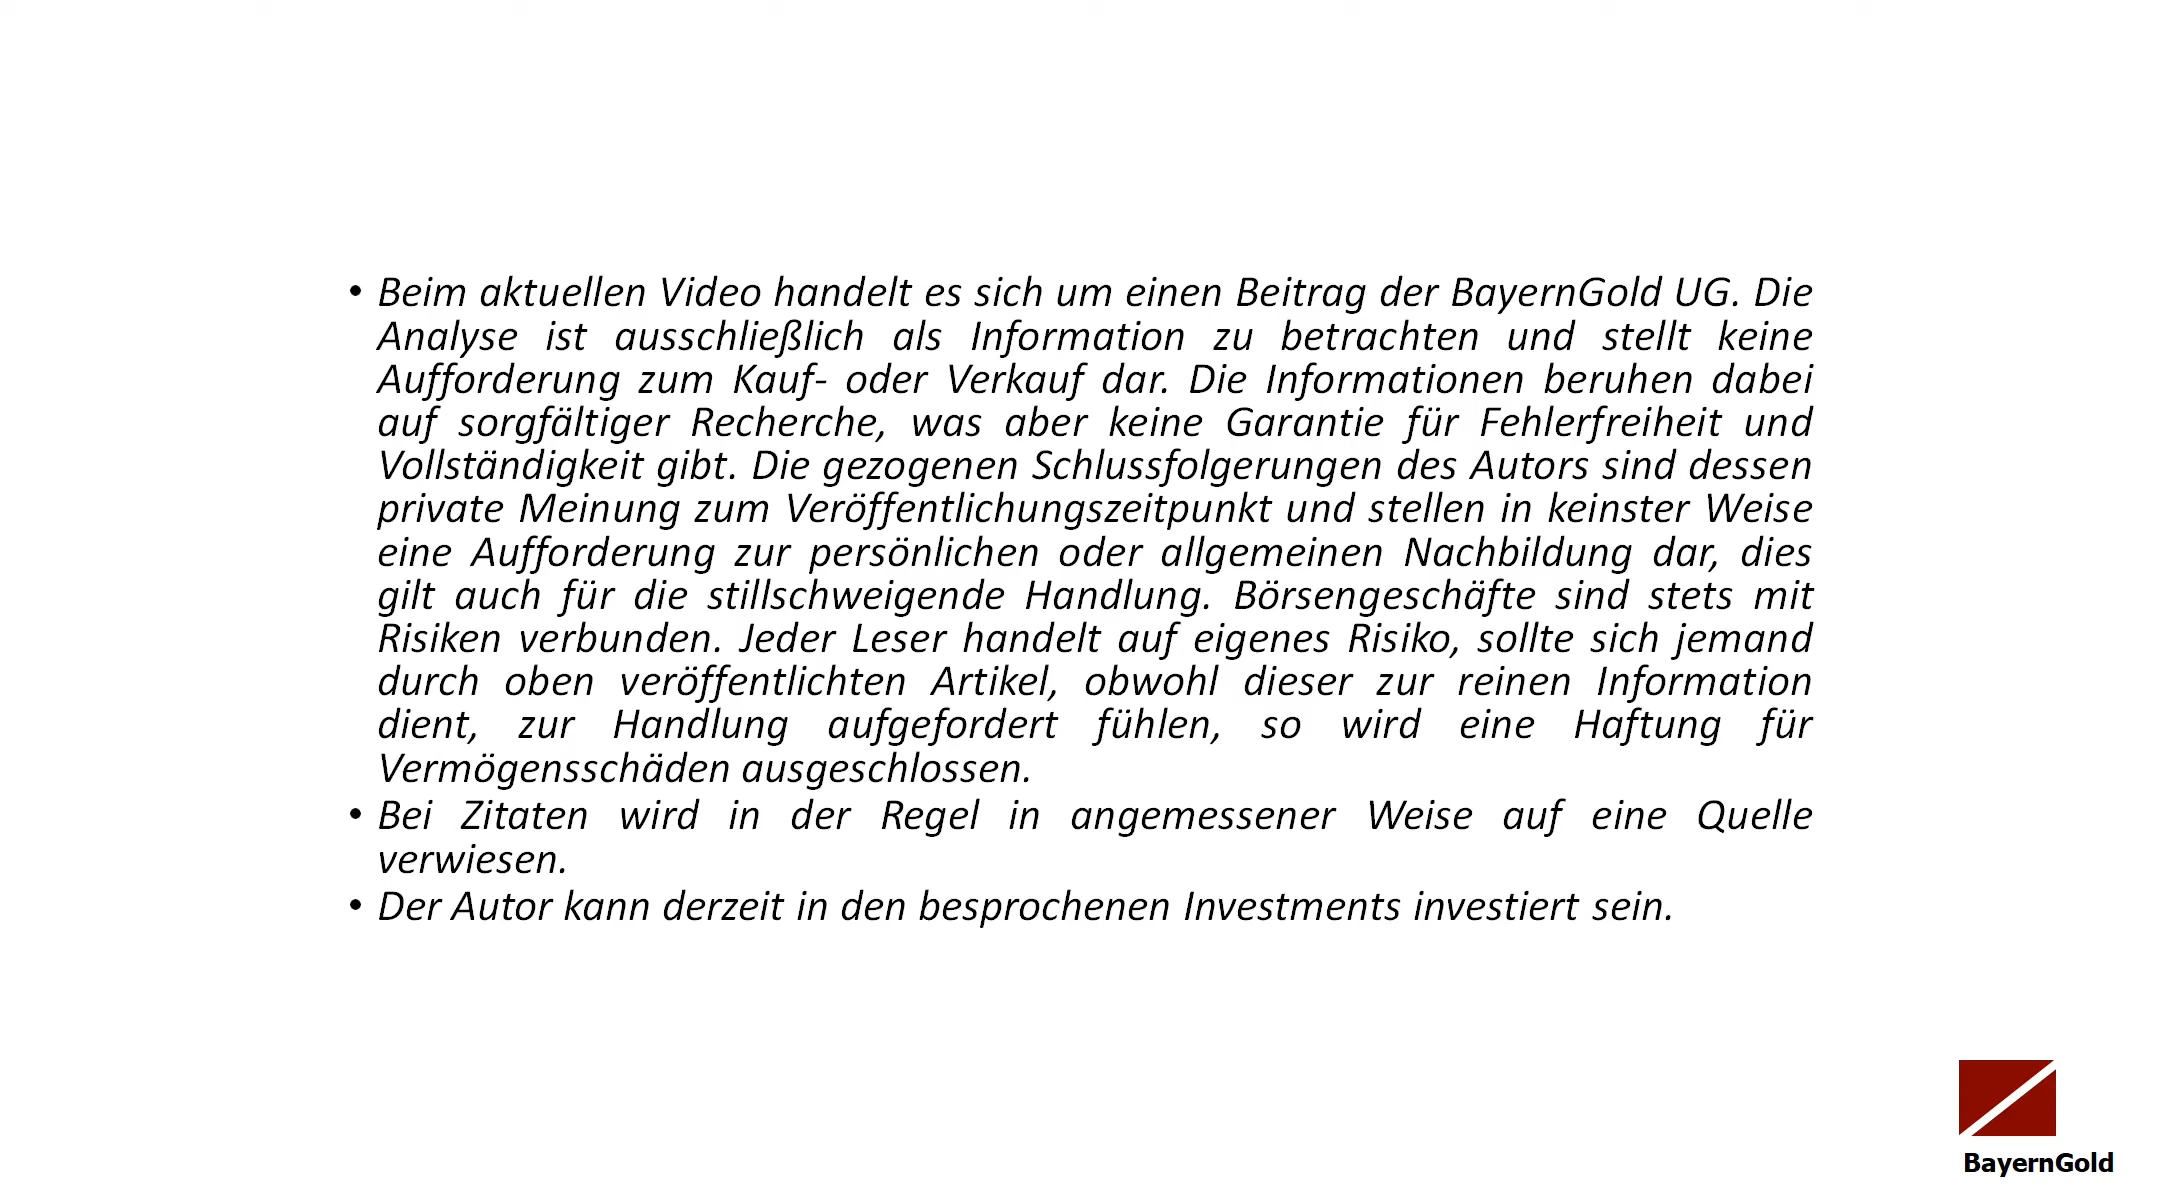 • Beim aktuellen Video handelt es sich um einen Beitrag der BayernGold UG. Die
Analyse ist ausschließlich als Information zu betrachten und stellt keine
Aufforderung zum Kauf- oder Verkauf dar. Die Informationen beruhen dabei
auf sorgfältiger Recherche, was aber keine Garantie für Fehlerfreiheit und
Vollständigkeit gibt. Die gezogenen Schlussfolgerungen des Autors sind dessen
private Meinung zum Veröffentlichungszeitpunkt und stellen in keinster Weise
eine Aufforderung zur persönlichen oder allgemeinen Nachbildung dar, dies
gilt auch für die stillschweigende Handlung. Börsengeschäfte sind stets mit
Risiken verbunden. Jeder Leser handelt auf eigenes Risiko, sollte sich jemand
durch oben veröffentlichten Artikel, obwohl dieser zur reinen Information
dient, zur Handlung aufgefordert fühlen, so wird eine Haftung für
Vermögensschäden ausgeschlossen.
• Bei Zitaten wird in der Regel in angemessener Weise auf eine Quelle
verwiesen.
• Der Autor kann derzeit in den besprochenen Investments investiert sein.
BayernGold